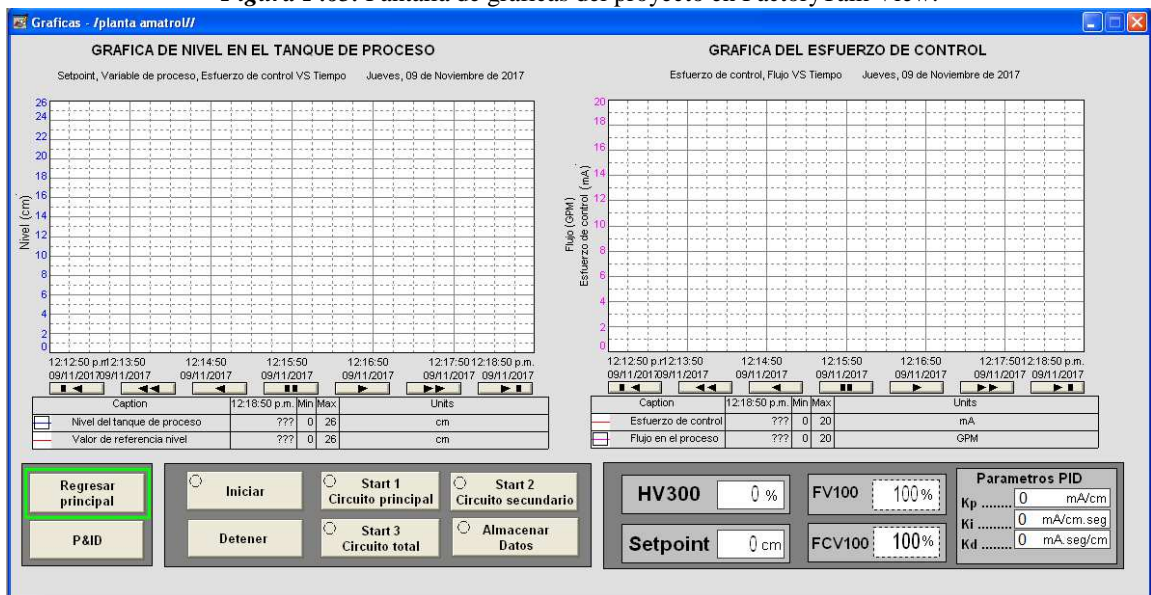 Figura 1.63. Pantalla de gráficas del proyecto en FactoryTalk View.
Graficas - /planta amatrol//
GRAFICA DE NIVEL EN EL TANQUE DE PROCESO
Setpoint, Variable de proceso, Esfuerzo de control VS Tiempo Jueves, 09 de Noviembre de 2017
26
24
22
20
18
16
14
12
10
8
6
4
2
0
Nivel (cm)
12:12:50 p.m 12:13:50 12:14:50 12:15:50 12:16:50 12:17:50 12:18:50 p.m.
09/11/2017 09/11/2017 09/11/2017 09/11/2017 09/11/2017 09/11/2017 09/11/2017
Caption 12:18:50 p.m. Min Max Units
Nivel del tanque de proceso ??? 0 26 cm
Valor de referencia nivel ??? 0 26 cm
GRAFICA DEL ESFUERZO DE CONTROL
Esfuerzo de control, Flujo VS Tiempo Jueves, 09 de Noviembre de 2017
20
18
16
14
12
10
8
6
4
2
0
Flujo (GPM)
Esfuerzo de control (mA)
12:12:50 p.m 12:13:50 12:14:50 12:15:50 12:16:50 12:17:50 12:18:50 p.m.
09/11/2017 09/11/2017 09/11/2017 09/11/2017 09/11/2017 09/11/2017 09/11/2017
Caption 12:18:50 p.m. Min Max Units
Esfuerzo de control ??? 0 20 mA
Flujo en el proceso ??? 0 20 GPM
Regresar
principal
P&ID
Iniciar
Detener
Start 1
Circuito principal
Start 2
Circuito secundario
Start 3
Circuito total
Almacenar
Datos
HV300 0 %
Setpoint 0 cm
FV100 100%
FCV100 100%
Parametros PID
Kp ........ 0 mA/cm
Ki ........ 0 mA/cm.seg
Kd ........ 0 mA.seg/cm